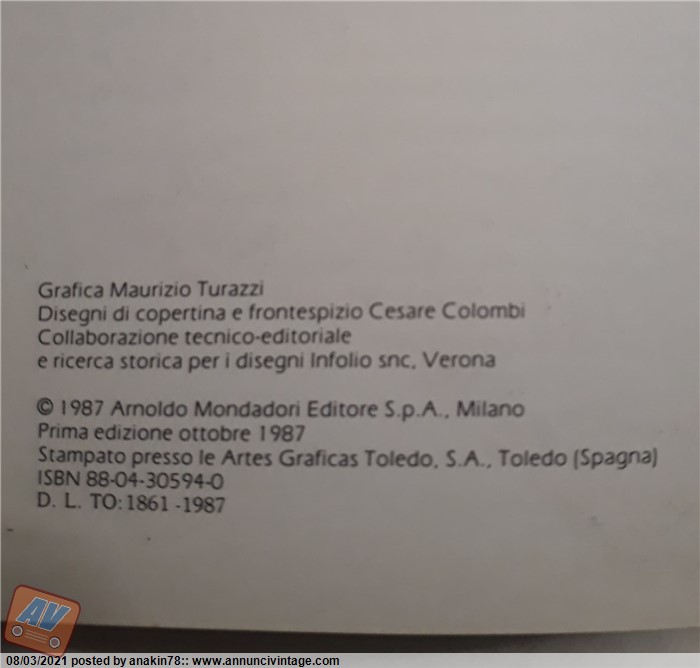 Grafica Maurizio Turazzi
Disegni di copertina e frontespizio Cesare Colombi
Collaborazione tecnico-editoriale
e ricerca storica per i disegni Infolio snc, Verona
© 1987 Arnoldo Mondadori Editore S.p.A., Milano
Prima edizione ottobre 1987
Stampato presso le Artes Graficas Toledo, S.A., Toledo (Spagna)
ISBN 88-04-30594-0
D. L. TO: 1861 -1987
AV
08/03/2021 posted by anakin78:: www.annuncivintage.com